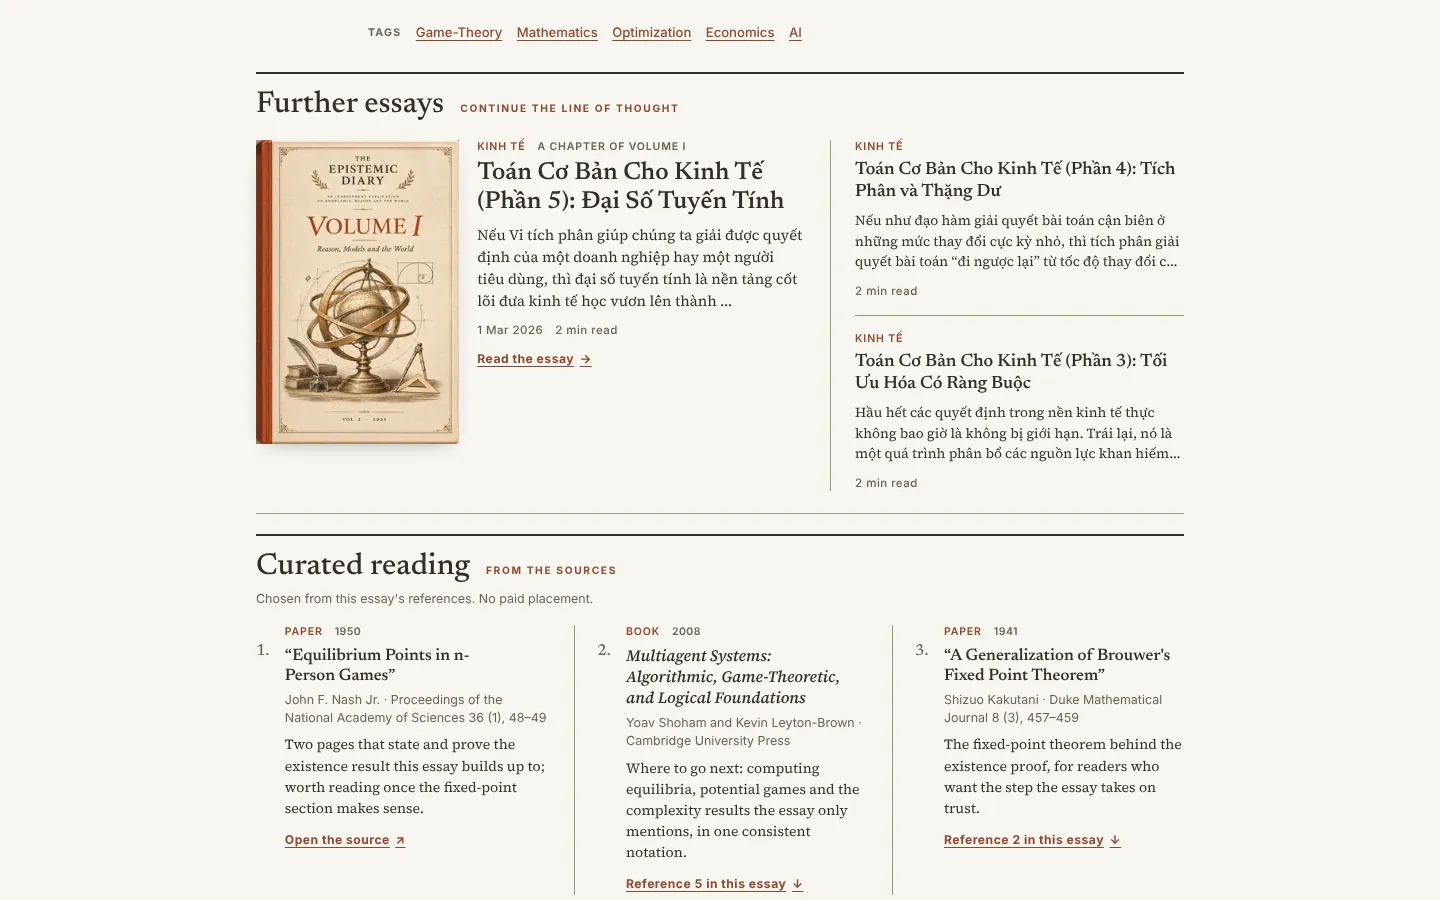 TAGS Game-Theory Mathematics Optimization Economics AI
Further essays CONTINUE THE LINE OF THOUGHT
THE
EPISTEMIC
DIARY
AN INDEPENDENT PUBLICATION
ON KNOWLEDGE, REASON AND THE WORLD
VOLUME I
Reason, Models and the World
KINH TẾ A CHAPTER OF VOLUME I
Toán Cơ Bản Cho Kinh Tế
(Phần 5): Đại Số Tuyến Tính
Nếu Vi tích phân giúp chúng ta giải được quyết
định của một doanh nghiệp hay một người
tiêu dùng, thì đại số tuyến tính là nền tảng cốt
lõi đưa kinh tế học vươn lên thành ...
1 Mar 2026 2 min read
Read the essay →
KINH TẾ
Toán Cơ Bản Cho Kinh Tế (Phần 4): Tích
Phân và Thặng Dư
Nếu như đạo hàm giải quyết bài toán cận biên ở
những mức thay đổi cực kỳ nhỏ, thì tích phân giải
quyết bài toán “đi ngược lại” từ tốc độ thay đổi c...
2 min read
KINH TẾ
Toán Cơ Bản Cho Kinh Tế (Phần 3): Tối
Ưu Hóa Có Ràng Buộc
Hầu hết các quyết định trong nền kinh tế thực
không bao giờ là không bị giới hạn. Trái lại, nó là
một quá trình phân bổ các nguồn lực khan hiếm...
2 min read
Curated reading FROM THE SOURCES
Chosen from this essay's references. No paid placement.
1. PAPER 1950
“Equilibrium Points in n-
Person Games”
John F. Nash Jr. · Proceedings of the
National Academy of Sciences 36 (1), 48–49
Two pages that state and prove the
existence result this essay builds up to;
worth reading once the fixed-point
section makes sense.
Open the source ↗
2. BOOK 2008
Multiagent Systems:
Algorithmic, Game-Theoretic,
and Logical Foundations
Yoav Shoham and Kevin Leyton-Brown ·
Cambridge University Press
Where to go next: computing
equilibria, potential games and the
complexity results the essay only
mentions, in one consistent
notation.
Reference 5 in this essay ↓
3. PAPER 1941
“A Generalization of Brouwer's
Fixed Point Theorem”
Shizuo Kakutani · Duke Mathematical
Journal 8 (3), 457–459
The fixed-point theorem behind the
existence proof, for readers who
want the step the essay takes on
trust.
Reference 2 in this essay ↓